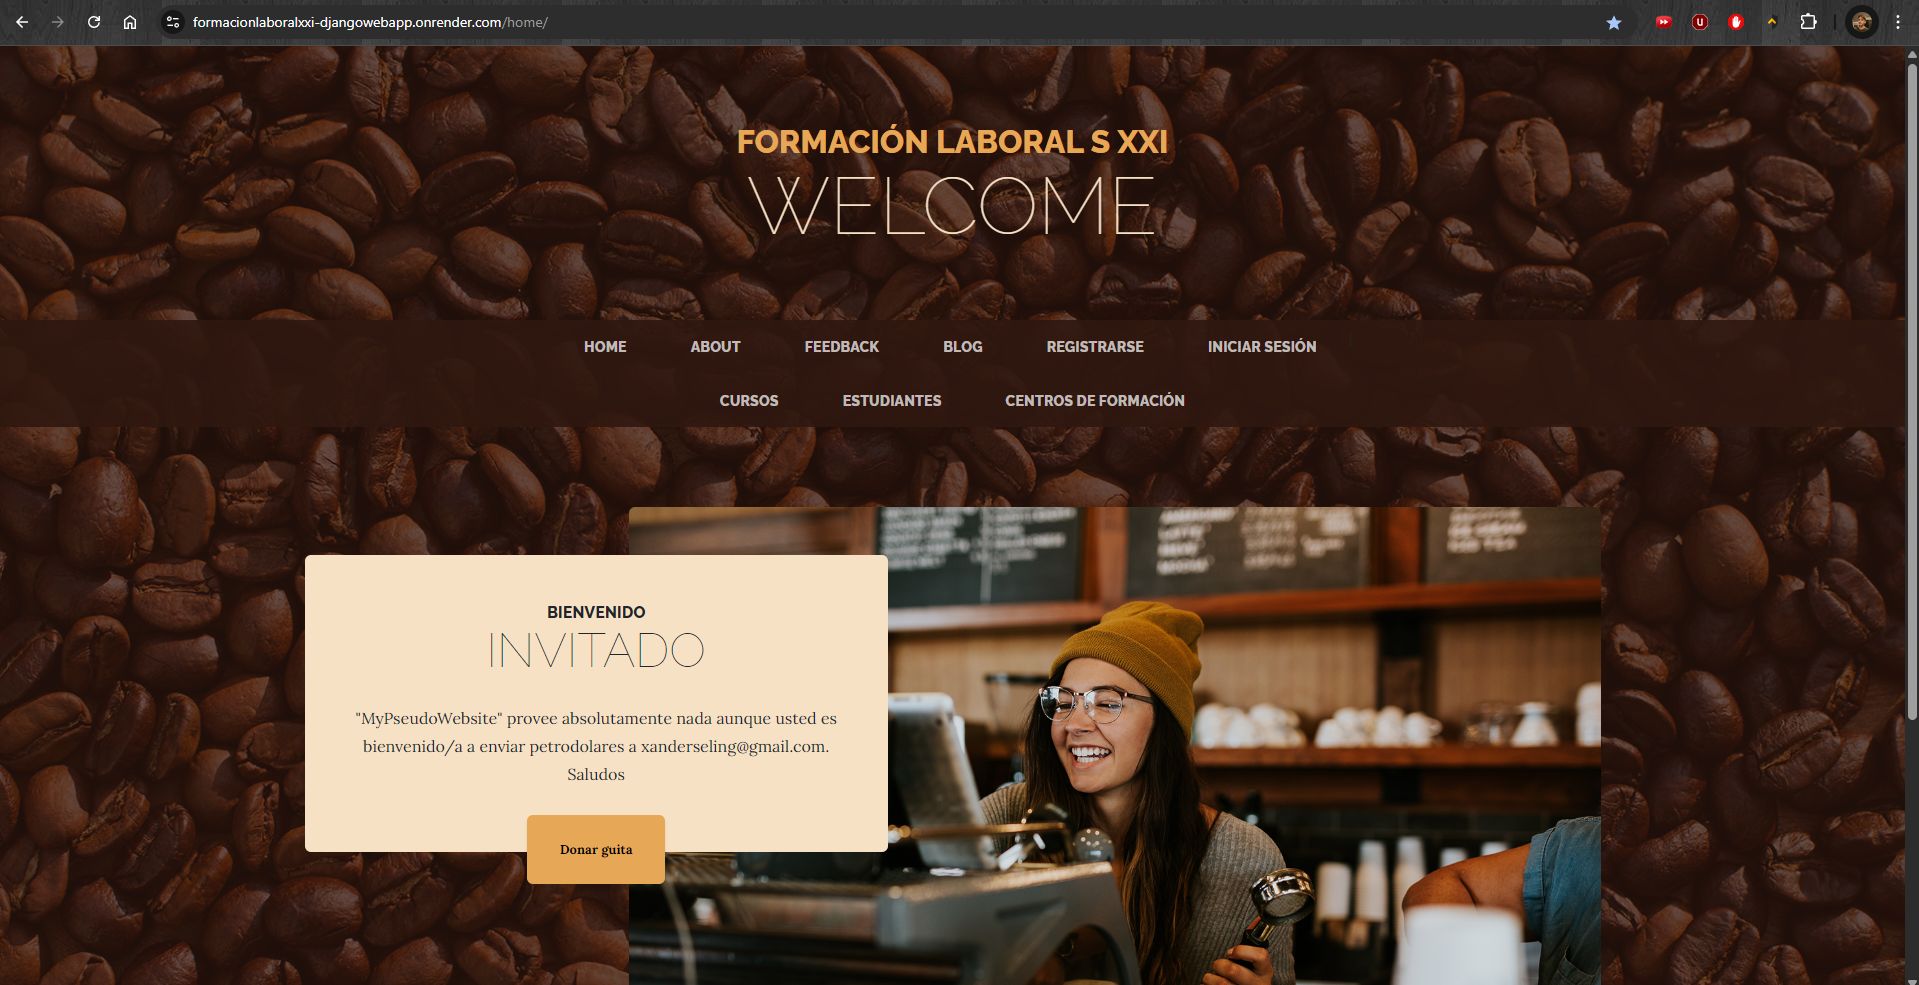 formacionlaboralxxi-djangowebapp.onrender.com/home/
FORMACIÓN LABORAL S XXI
WELCOME
HOME ABOUT FEEDBACK BLOG REGISTRARSE INICIAR SESIÓN
CURSOS ESTUDIANTES CENTROS DE FORMACIÓN
BIENVENIDO
INVITADO
"MyPseudoWebsite" provee absolutamente nada aunque usted es
bienvenido/a a enviar petrodolares a xanderseling@gmail.com.
Saludos
Donar guita